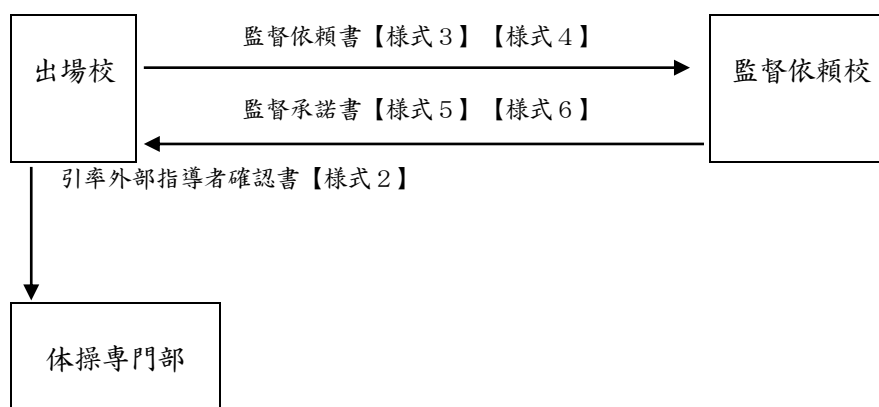 監督依頼書【様式３】【様式４】
出場校
監督依頼校
監督承諾書【様式５】【様式６】
引率外部指導者確認書【様式２】
体操専門部